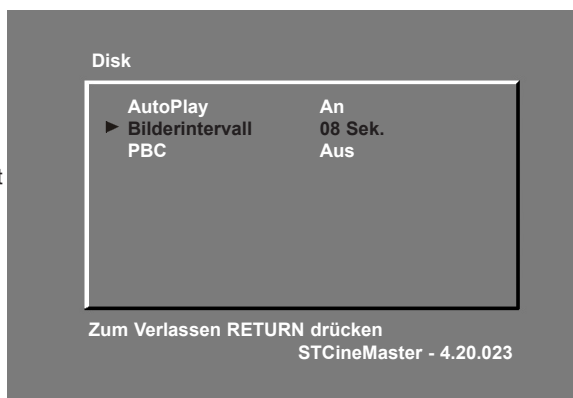 Disk
AutoPlay An
Bilderintervall 08 Sek.
PBC Aus
Zum Verlassen RETURN drücken
STCineMaster - 4.20.023